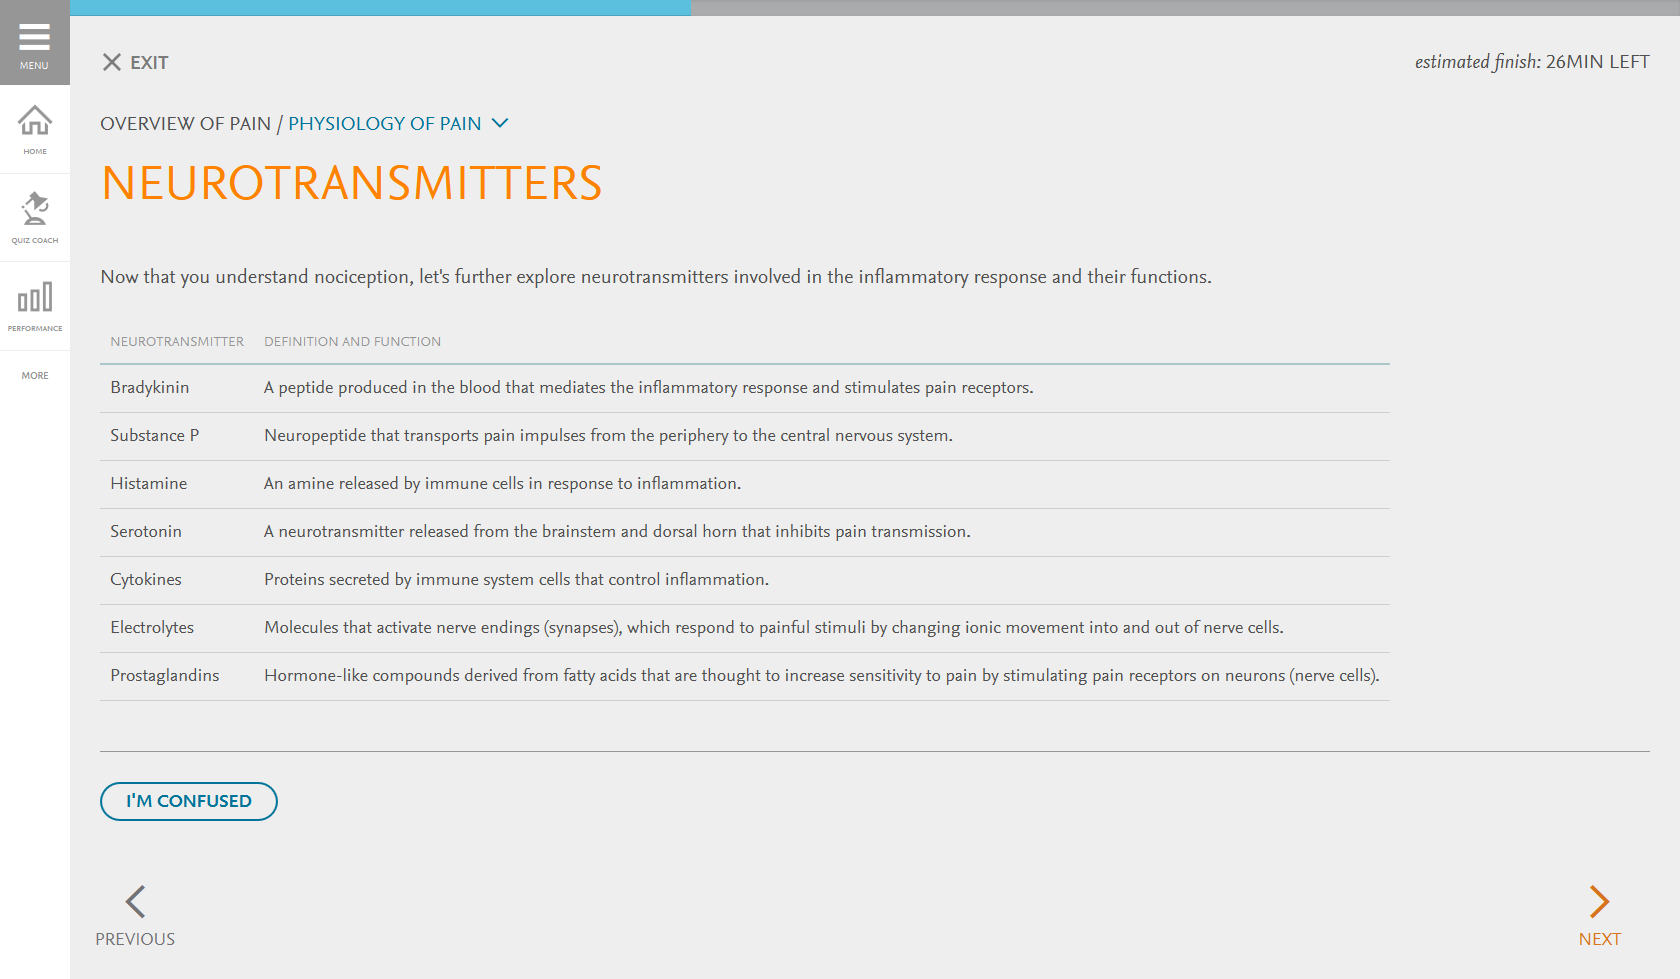 MENU
HOME
QUIZ COACH
PERFORMANCE
MORE
EXIT
estimated finish: 26MIN LEFT
OVERVIEW OF PAIN / PHYSIOLOGY OF PAIN
NEUROTRANSMITTERS
Now that you understand nociception, let's further explore neurotransmitters involved in the inflammatory response and their functions.
NEUROTRANSMITTER DEFINITION AND FUNCTION
Bradykinin A peptide produced in the blood that mediates the inflammatory response and stimulates pain receptors.
Substance P Neuropeptide that transports pain impulses from the periphery to the central nervous system.
Histamine An amine released by immune cells in response to inflammation.
Serotonin A neurotransmitter released from the brainstem and dorsal horn that inhibits pain transmission.
Cytokines Proteins secreted by immune system cells that control inflammation.
Electrolytes Molecules that activate nerve endings (synapses), which respond to painful stimuli by changing ionic movement into and out of nerve cells.
Prostaglandins Hormone-like compounds derived from fatty acids that are thought to increase sensitivity to pain by stimulating pain receptors on neurons (nerve cells).
I'M CONFUSED
PREVIOUS
NEXT